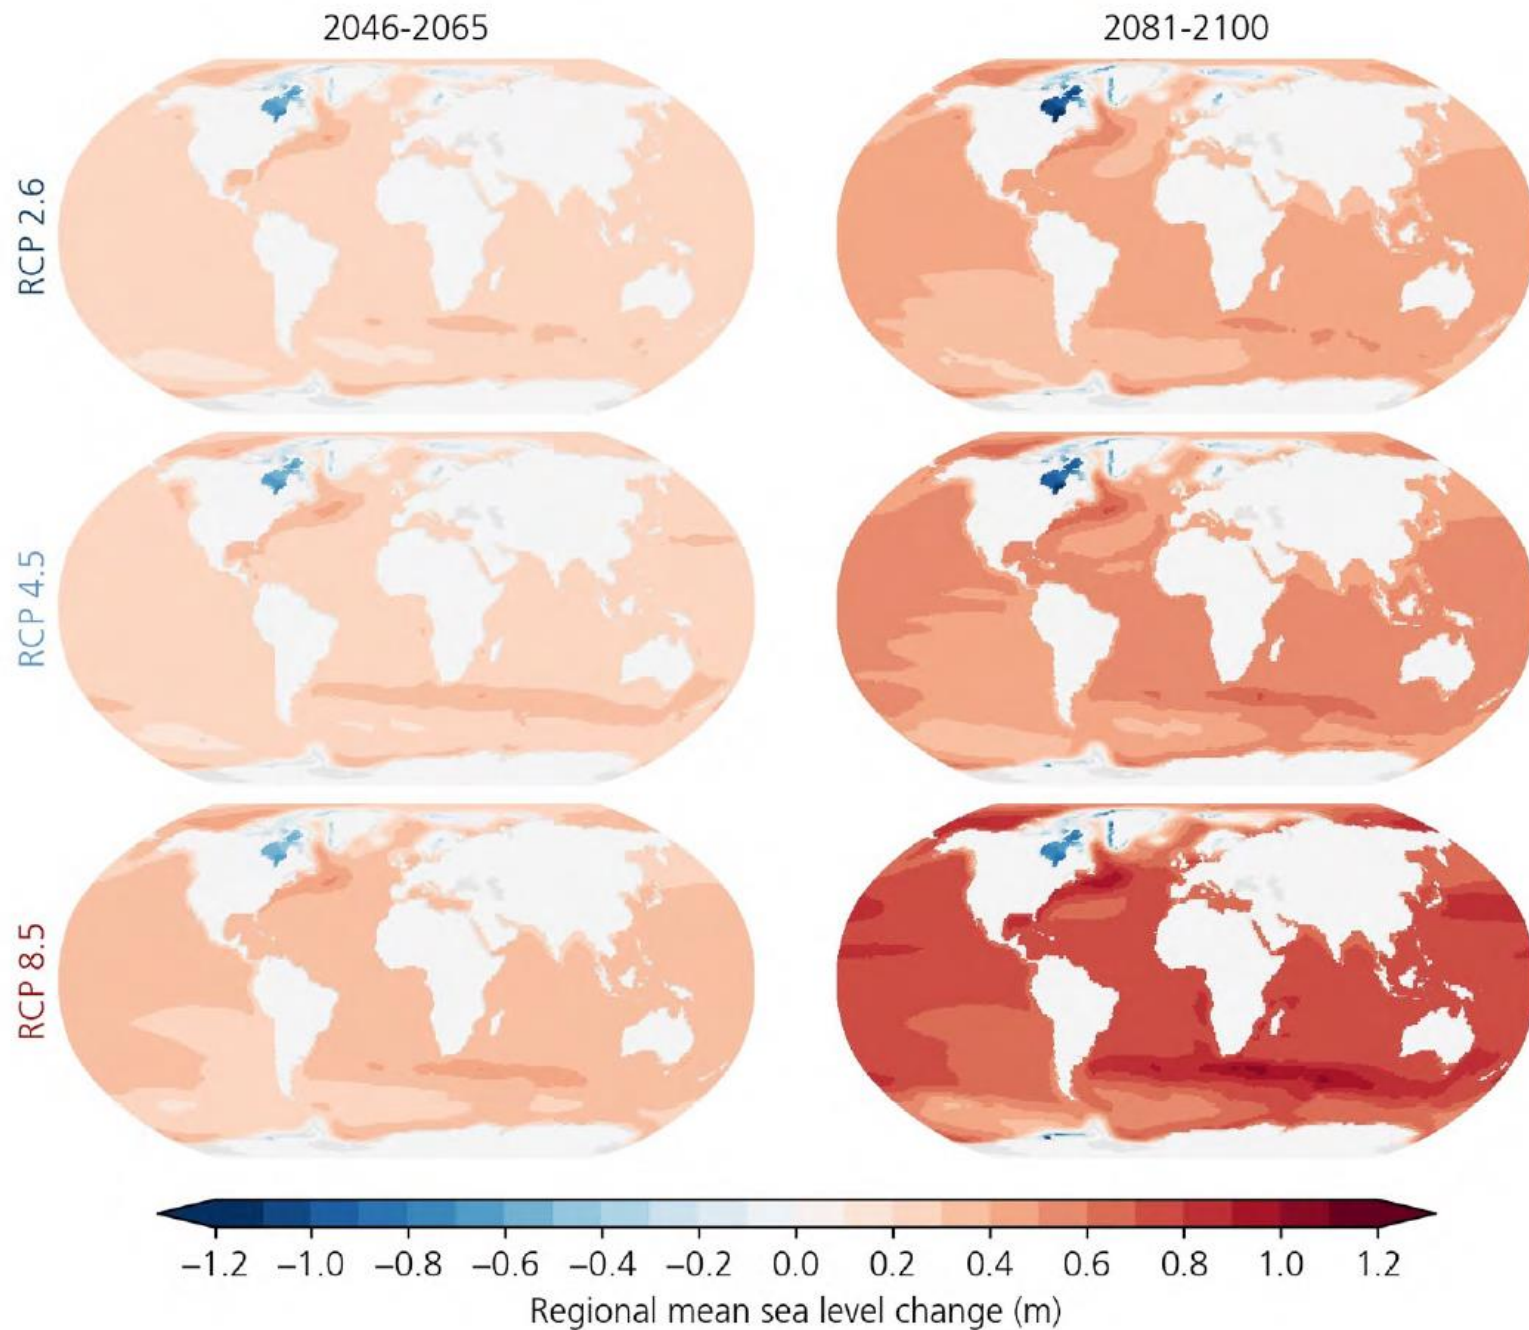 2046-2065
2081-2100
RCP 2.6
RCP 4.5
RCP 8.5
−1.2 −1.0 −0.8 −0.6 −0.4 −0.2 0.0 0.2 0.4 0.6 0.8 1.0 1.2
Regional mean sea level change (m)